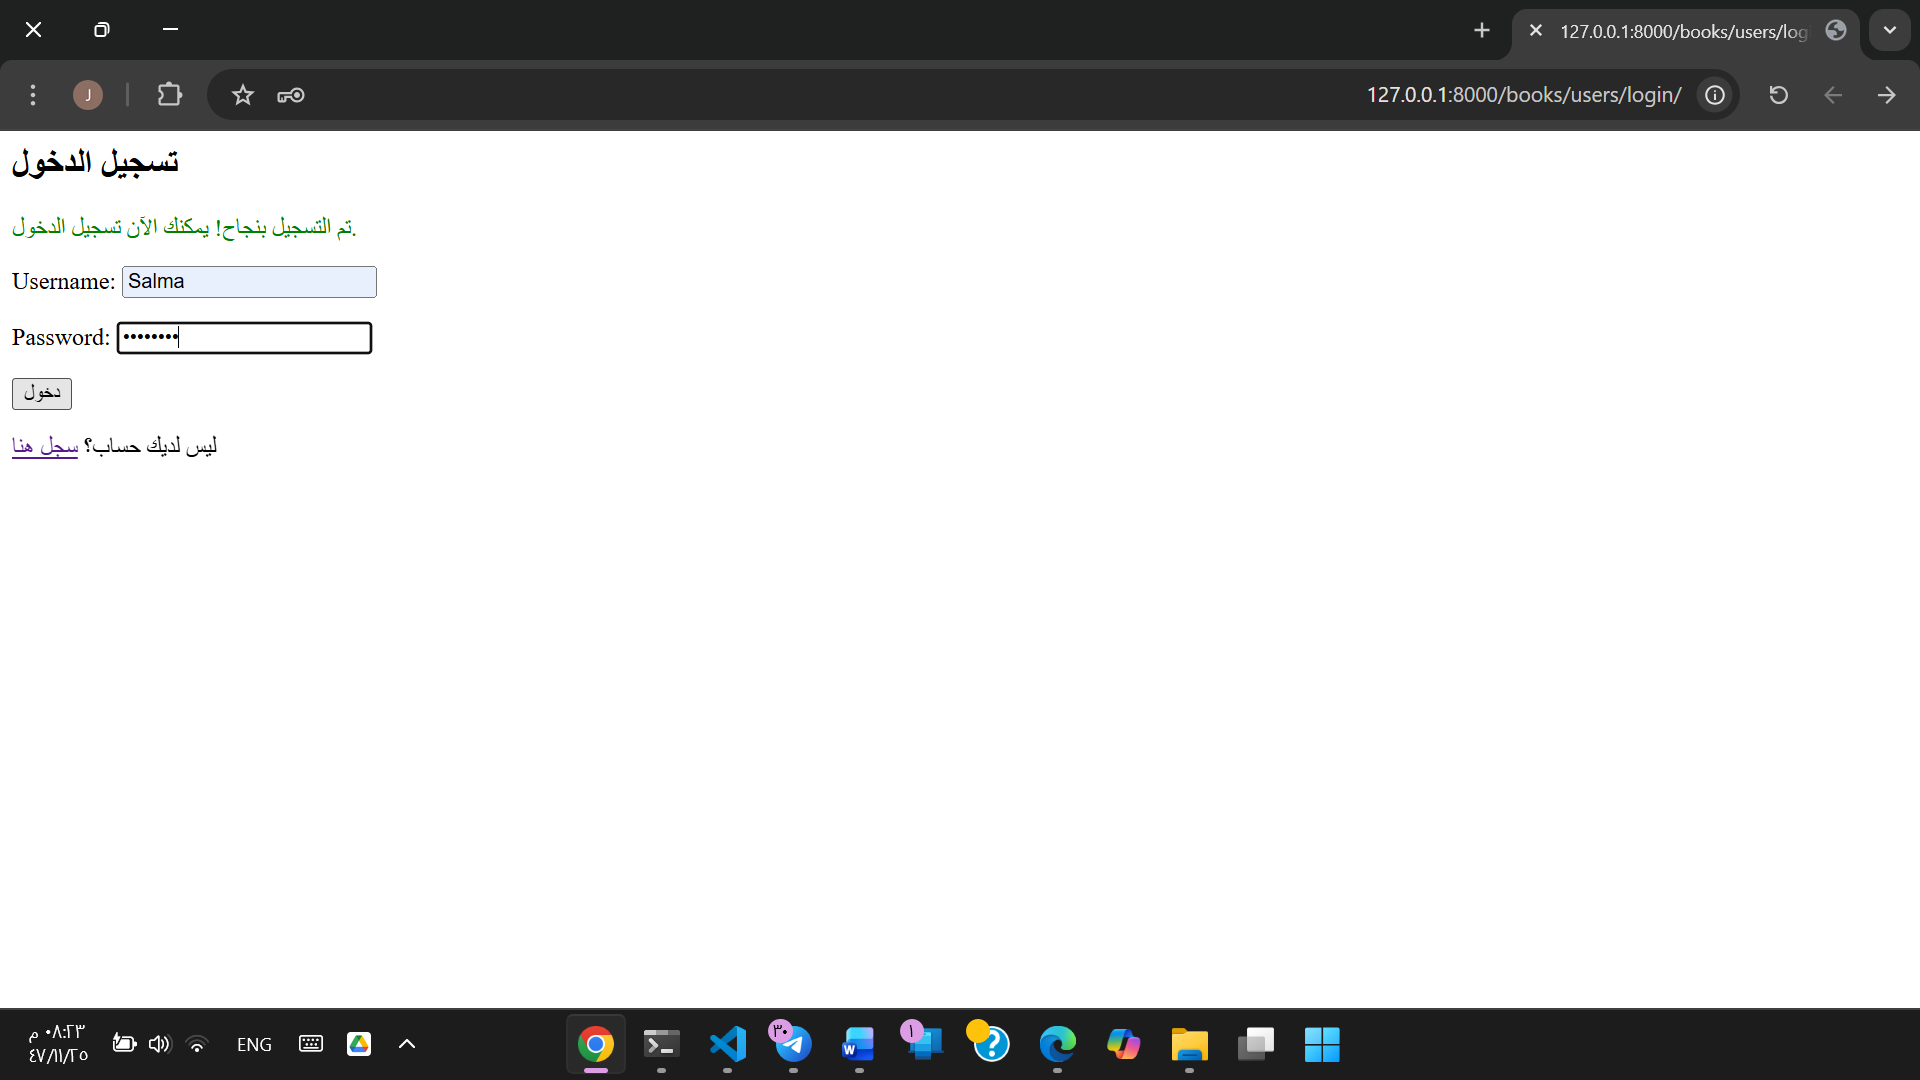 127.0.0.1:8000/books/users/log
J
127.0.0.1:8000/books/users/login/
تسجيل الدخول
تم التسجيل بنجاح! يمكنك الآن تسجيل الدخول.
Username: Salma
Password: ••••••••
دخول
ليس لديك حساب؟ سجل هنا
٠٨:٢٣ م
٤٧/١١/٢٥
ENG
٣٠
W
١
?